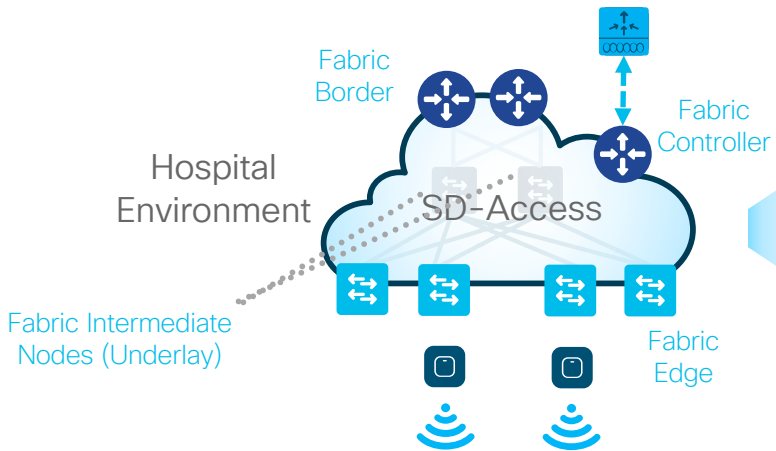 Fabric
Border
Fabric
Controller
Hospital
Environment
SD-Access
Fabric Intermediate
Nodes (Underlay)
Fabric
Edge